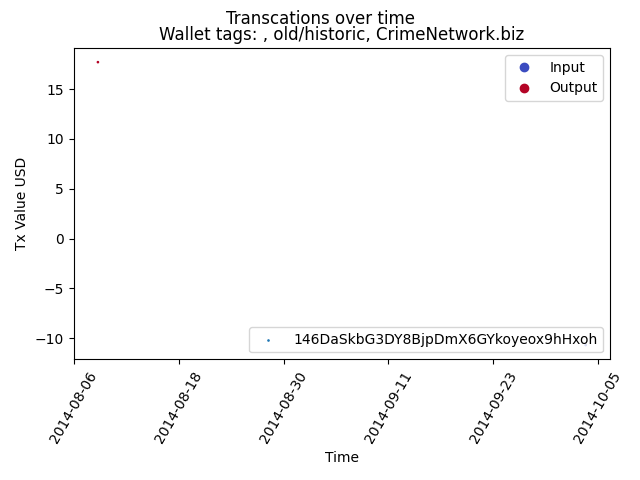 Transcations over time
Wallet tags: , old/historic, CrimeNetwork.biz
Input
Output
15
10
5
0
−5
−10
Tx Value USD
146DaSkbG3DY8BjpDmX6GYkoyeox9hHxoh
2014-08-06
2014-08-18
2014-08-30
2014-09-11
2014-09-23
2014-10-05
Time